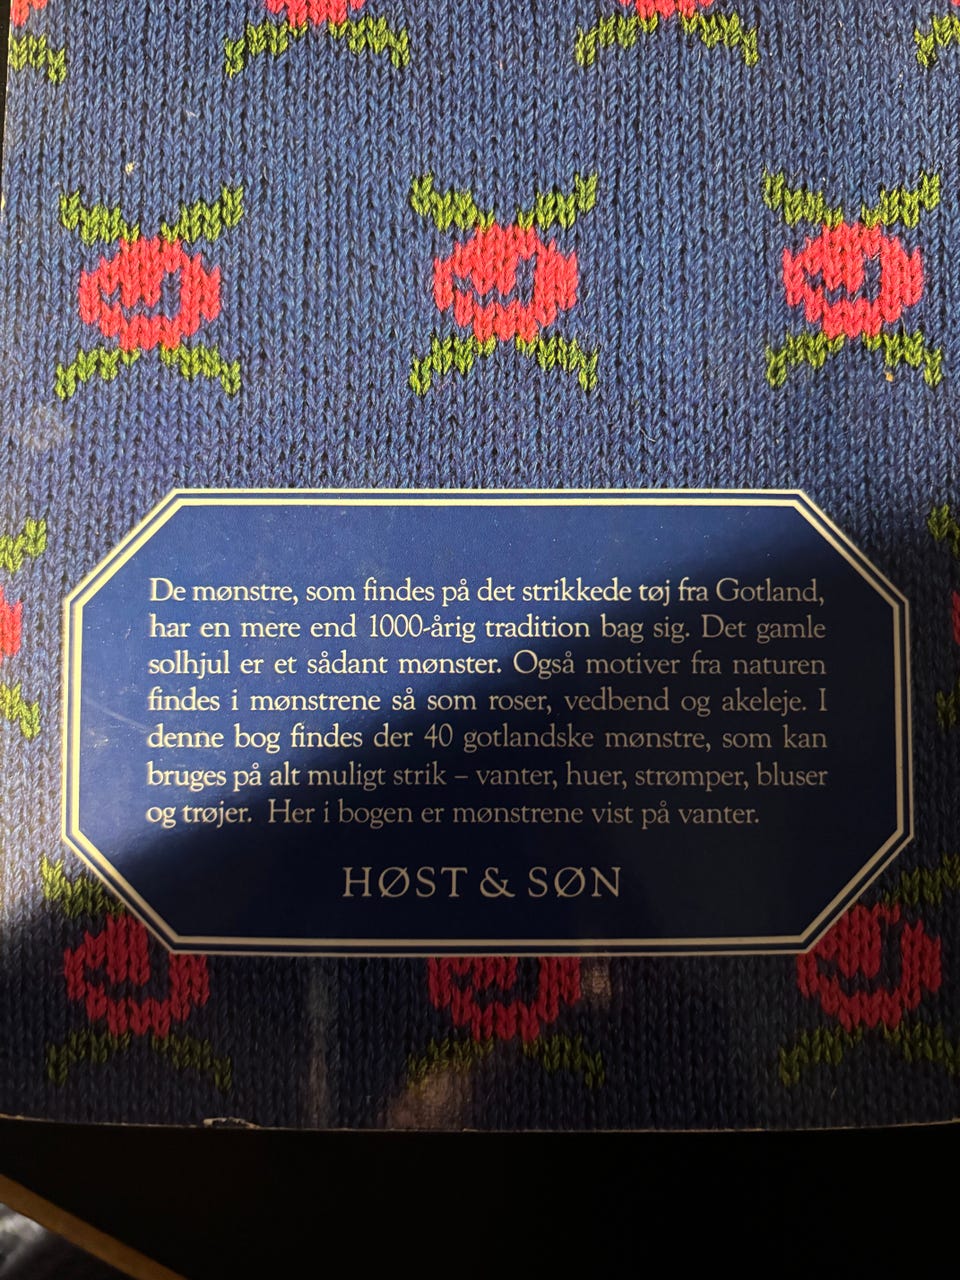 De mønstre, som findes på det strikkede tøj fra Gotland,
har en mere end 1000-årig tradition bag sig. Det gamle
solhjul er et sådant mønster. Også motiver fra naturen
findes i mønstrene så som roser, vedbend og akeleje. I
denne bog findes der 40 gotlandske mønstre, som kan
bruges på alt muligt strik – vanter, huer, strømper, bluser
og trøjer. Her i bogen er mønstrene vist på vanter.
HØST & SØN